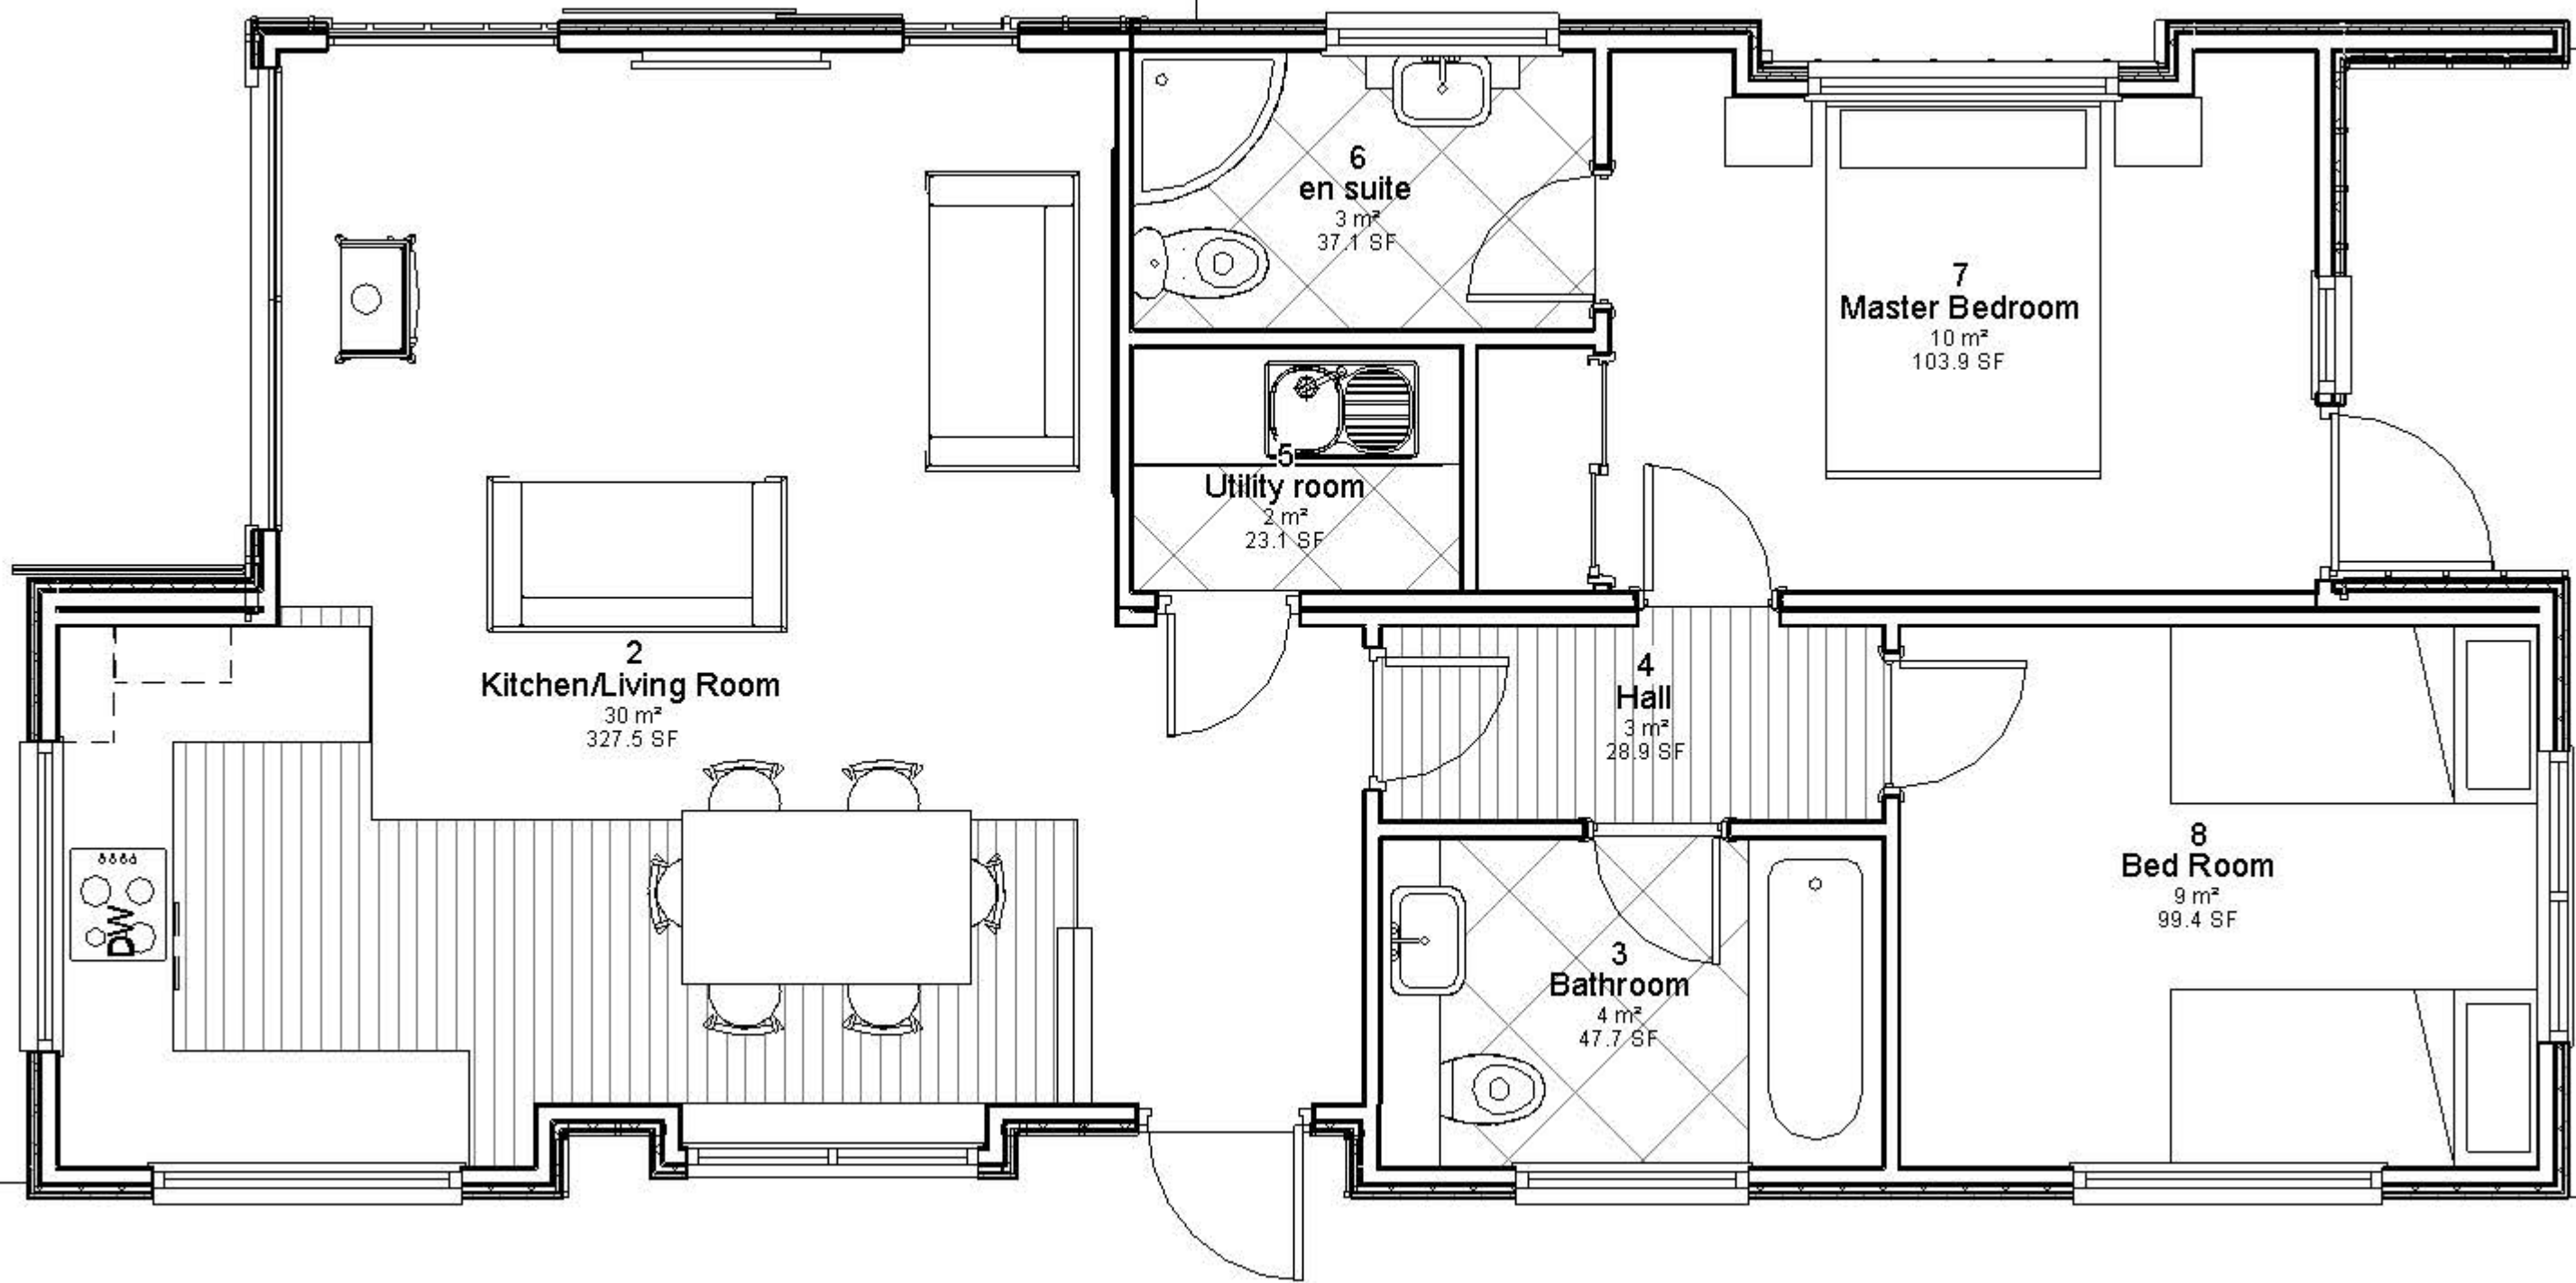 6
en suite
3 m²
37.1 SF
7
Master Bedroom
10 m²
103.9 SF
5
Utility room
2 m²
23.1 SF
2
Kitchen/Living Room
30 m²
327.5 SF
4
Hall
3 m²
28.9 SF
8
Bed Room
9 m²
99.4 SF
DW
3
Bathroom
4 m²
47.7 SF